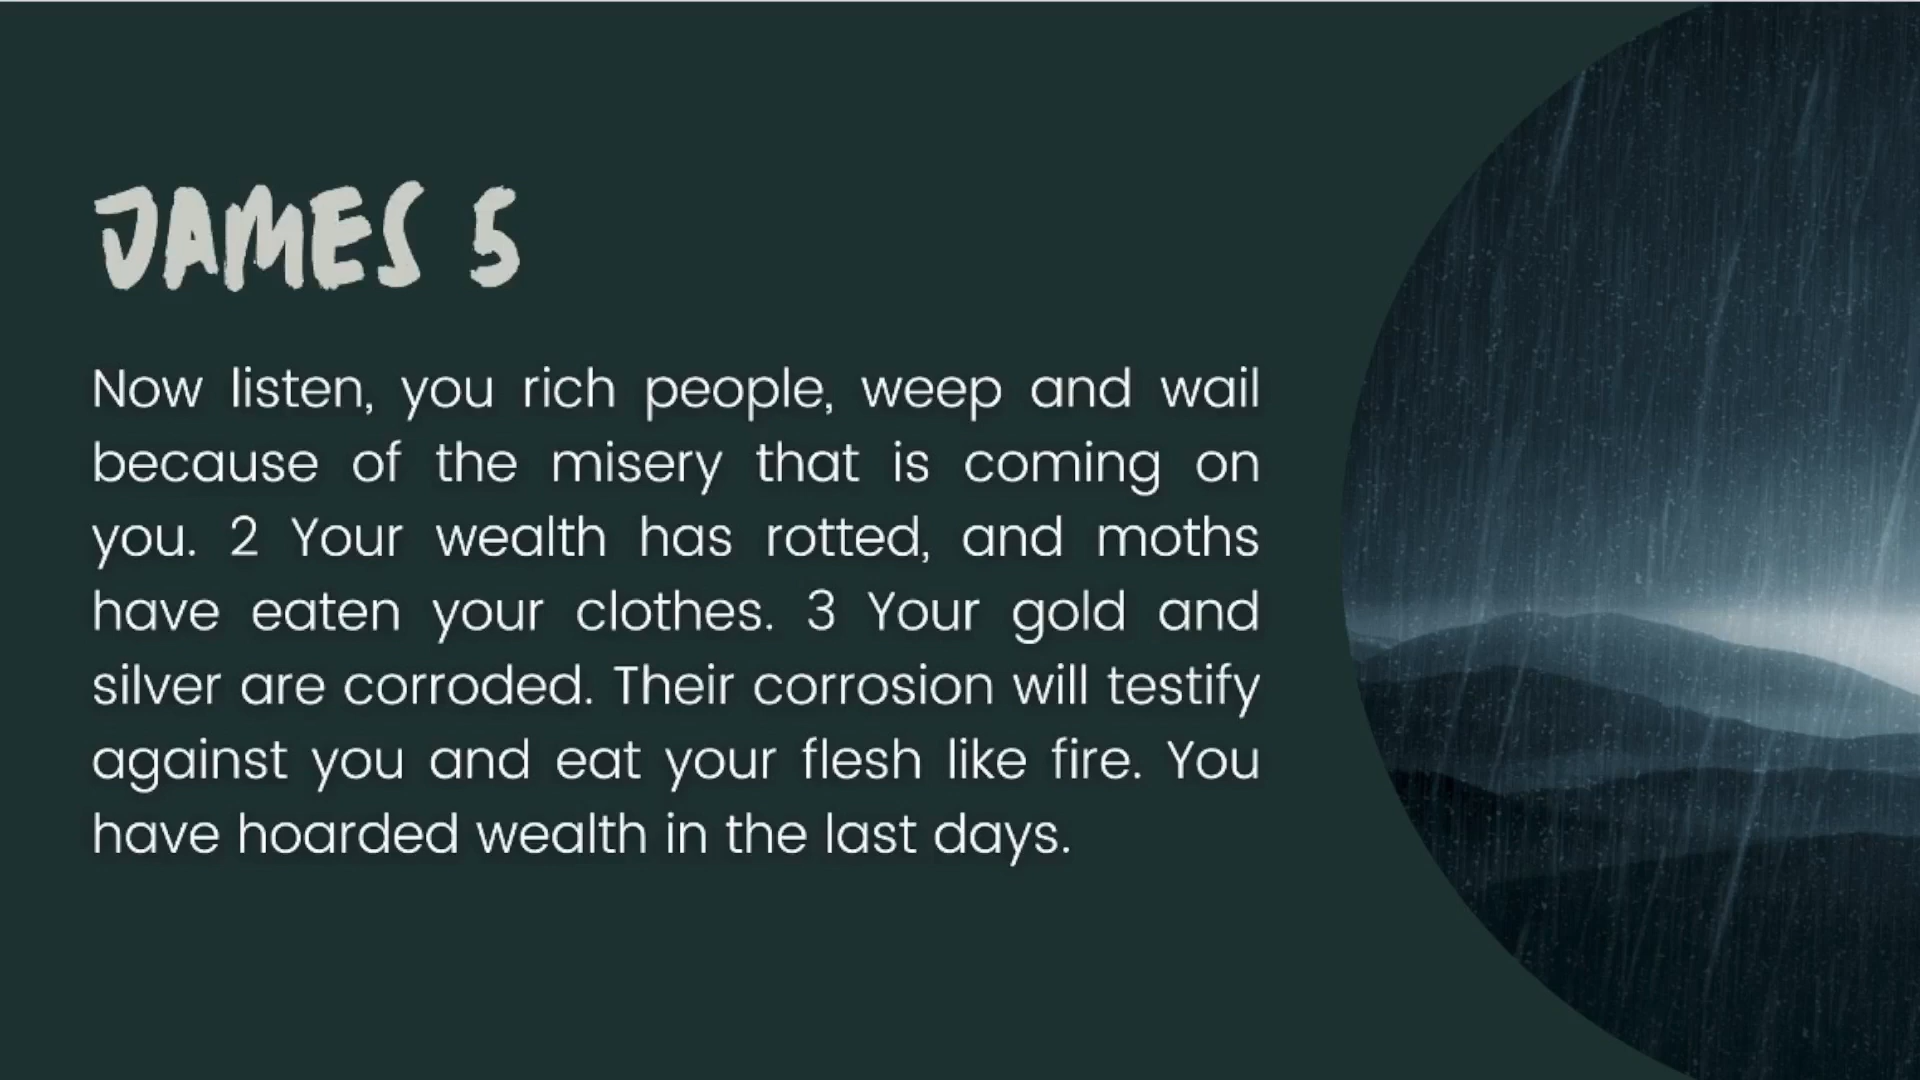 JAMES 5
Now listen, you rich people, weep and wail
because of the misery that is coming on
you. 2 Your wealth has rotted, and moths
have eaten your clothes. 3 Your gold and
silver are corroded. Their corrosion will testify
against you and eat your flesh like fire. You
have hoarded wealth in the last days.